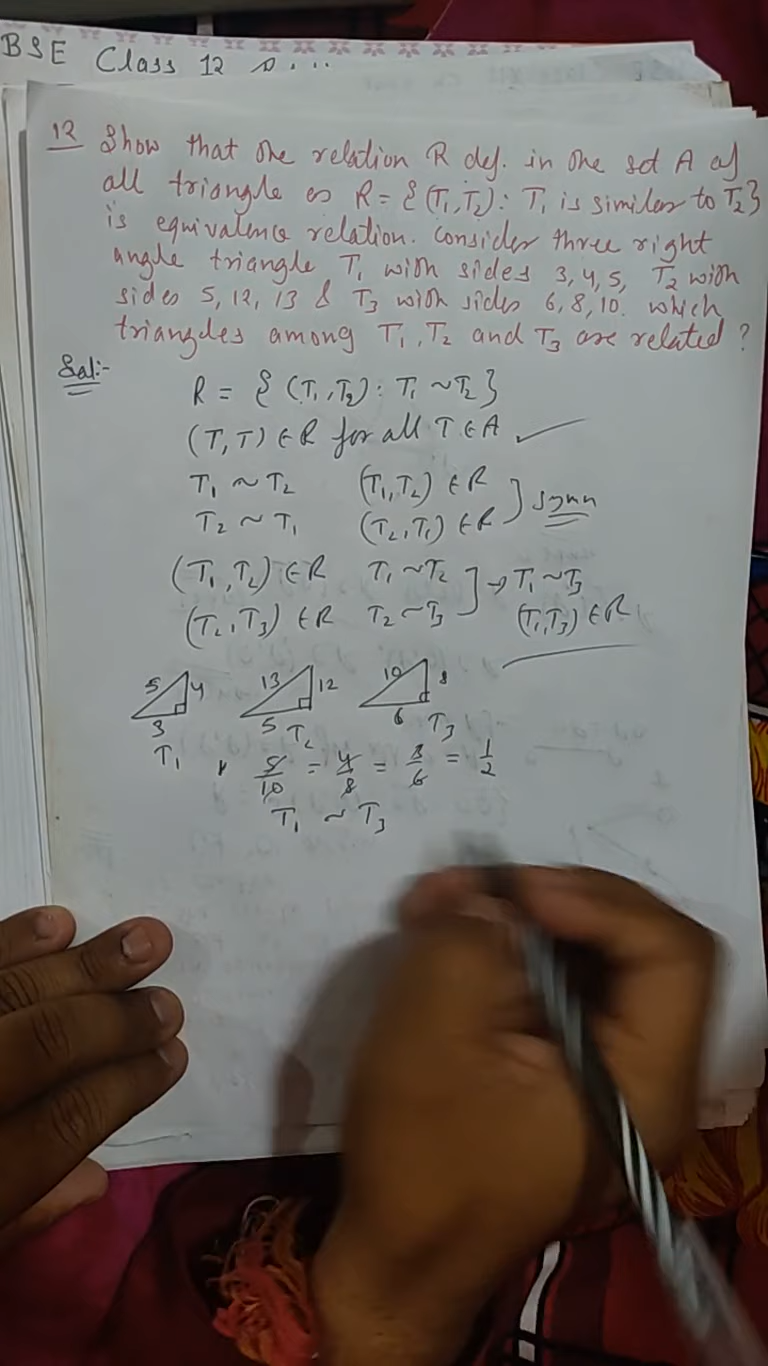 BSE Class 12
12 Show that the relation R def. in the set A of
all triangle as R = {(T₁,T₂): T₁ is similar to T₂}
is equivalence relation. Consider three right
angle triangle T₁ with sides 3,4,5, T₂ with
sides 5, 12, 13 & T₃ with sides 6, 8, 10. which
triangles among T₁, T₂ and T₃ are related?
Sol:-
R = {(T₁,T₂): T₁ ~ T₂}
(T,T) ∈ R for all T ∈ A ✓
T₁ ~ T₂ (T₁,T₂) ∈ R
T₂ ~ T₁ (T₂,T₁) ∈ R ] symm
(T₁,T₂) ∈ R T₁ ~ T₂
(T₂,T₃) ∈ R T₂ ~ T₃ ] → T₁ ~ T₃
(T₁,T₃) ∈ R
5 4 13 12 10 8
3 5 6
T₁ T₂ T₃
5/10 = 4/8 = 3/6 = 1/2
T₁ ~ T₃